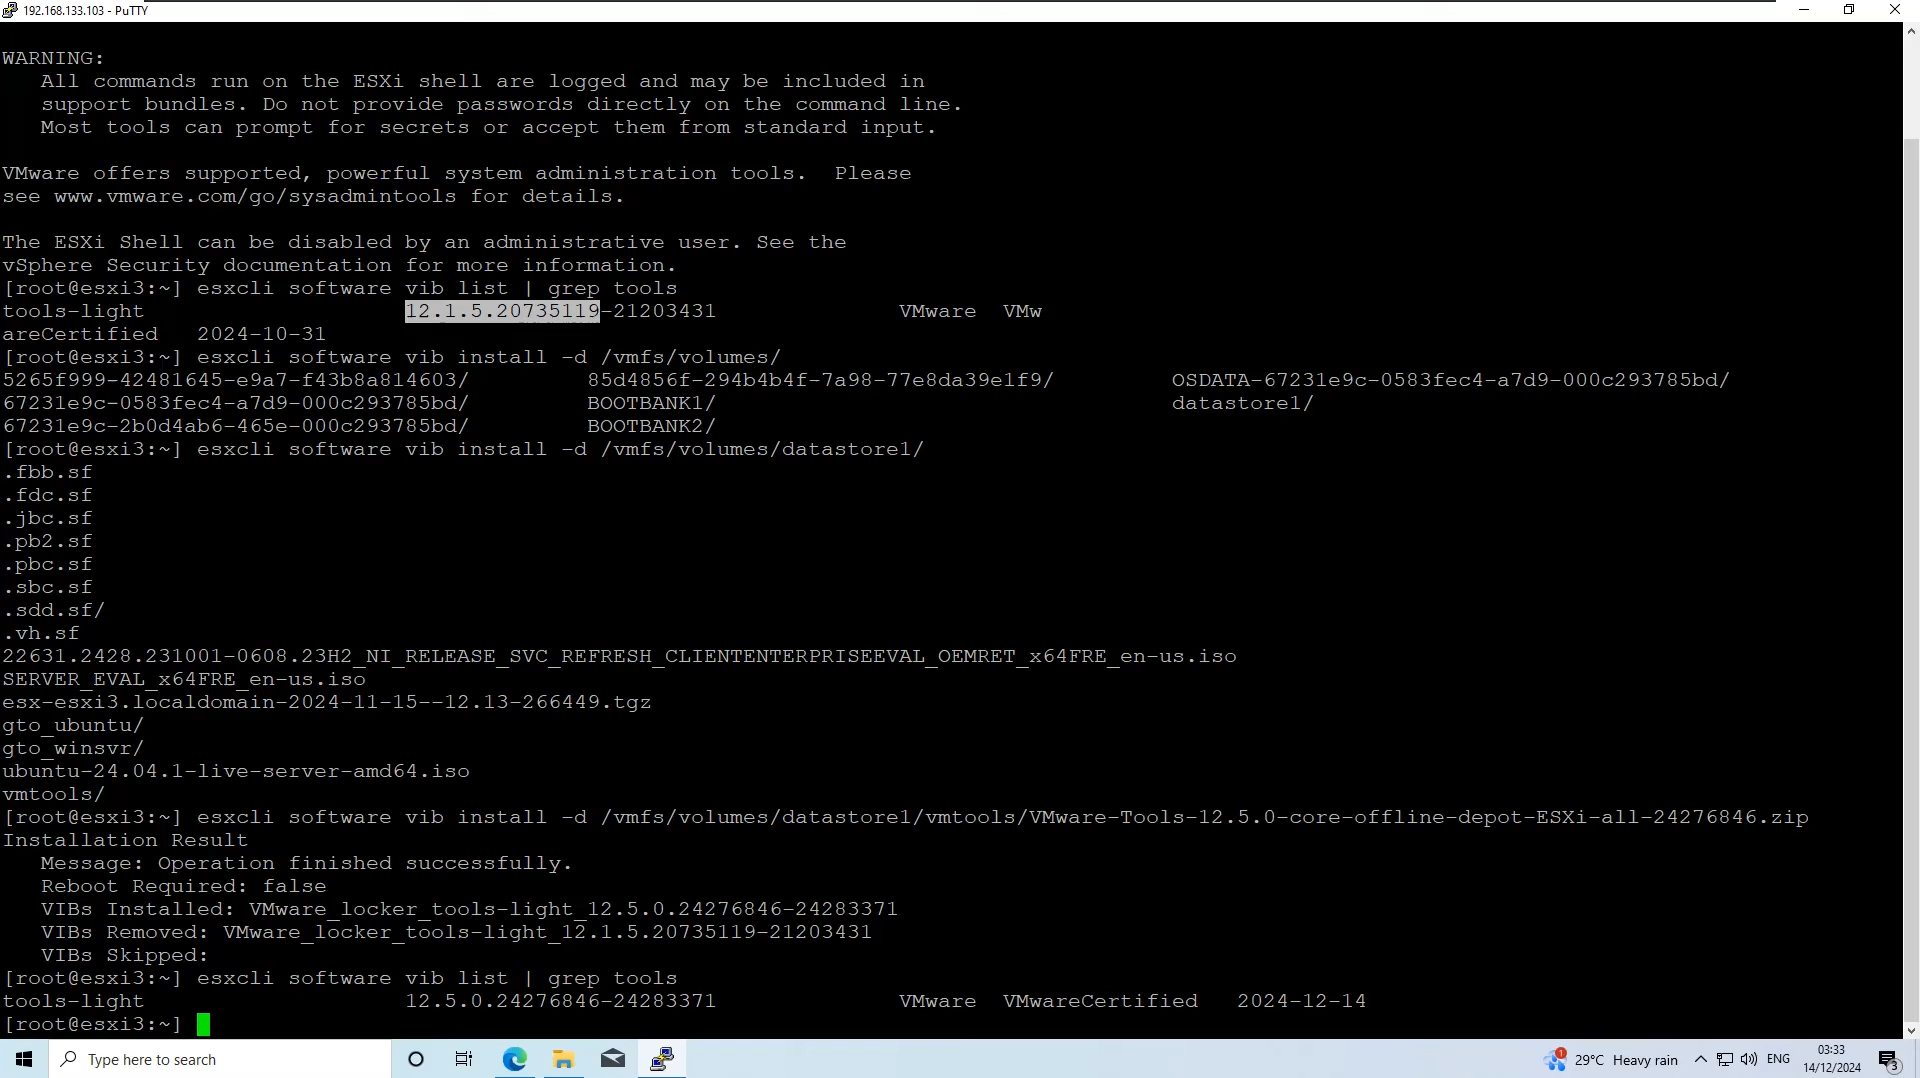 192.168.133.103 - PuTTY
WARNING:
   All commands run on the ESXi shell are logged and may be included in
   support bundles. Do not provide passwords directly on the command line.
   Most tools can prompt for secrets or accept them from standard input.
VMware offers supported, powerful system administration tools.  Please
see www.vmware.com/go/sysadmintools for details.
The ESXi Shell can be disabled by an administrative user. See the
vSphere Security documentation for more information.
[root@esxi3:~] esxcli software vib list | grep tools
tools-light                    12.1.5.20735119-21203431              VMware  VMw
areCertified   2024-10-31
[root@esxi3:~] esxcli software vib install -d /vmfs/volumes/
5265f999-42481645-e9a7-f43b8a814603/         85d4856f-294b4b4f-7a98-77e8da39e1f9/         OSDATA-67231e9c-0583fec4-a7d9-000c293785bd/
67231e9c-0583fec4-a7d9-000c293785bd/         BOOTBANK1/                                   datastore1/
67231e9c-2b0d4ab6-465e-000c293785bd/         BOOTBANK2/
[root@esxi3:~] esxcli software vib install -d /vmfs/volumes/datastore1/
.fbb.sf
.fdc.sf
.jbc.sf
.pb2.sf
.pbc.sf
.sbc.sf
.sdd.sf/
.vh.sf
22631.2428.231001-0608.23H2_NI_RELEASE_SVC_REFRESH_CLIENTENTERPRISEEVAL_OEMRET_x64FRE_en-us.iso
SERVER_EVAL_x64FRE_en-us.iso
esx-esxi3.localdomain-2024-11-15--12.13-266449.tgz
gto_ubuntu/
gto_winsvr/
ubuntu-24.04.1-live-server-amd64.iso
vmtools/
[root@esxi3:~] esxcli software vib install -d /vmfs/volumes/datastore1/vmtools/VMware-Tools-12.5.0-core-offline-depot-ESXi-all-24276846.zip
Installation Result
   Message: Operation finished successfully.
   Reboot Required: false
   VIBs Installed: VMware_locker_tools-light_12.5.0.24276846-24283371
   VIBs Removed: VMware_locker_tools-light_12.1.5.20735119-21203431
   VIBs Skipped:
[root@esxi3:~] esxcli software vib list | grep tools
tools-light                    12.5.0.24276846-24283371              VMware  VMwareCertified   2024-12-14
[root@esxi3:~]
Type here to search
1
29°C Heavy rain
ENG
03:33
14/12/2024
3